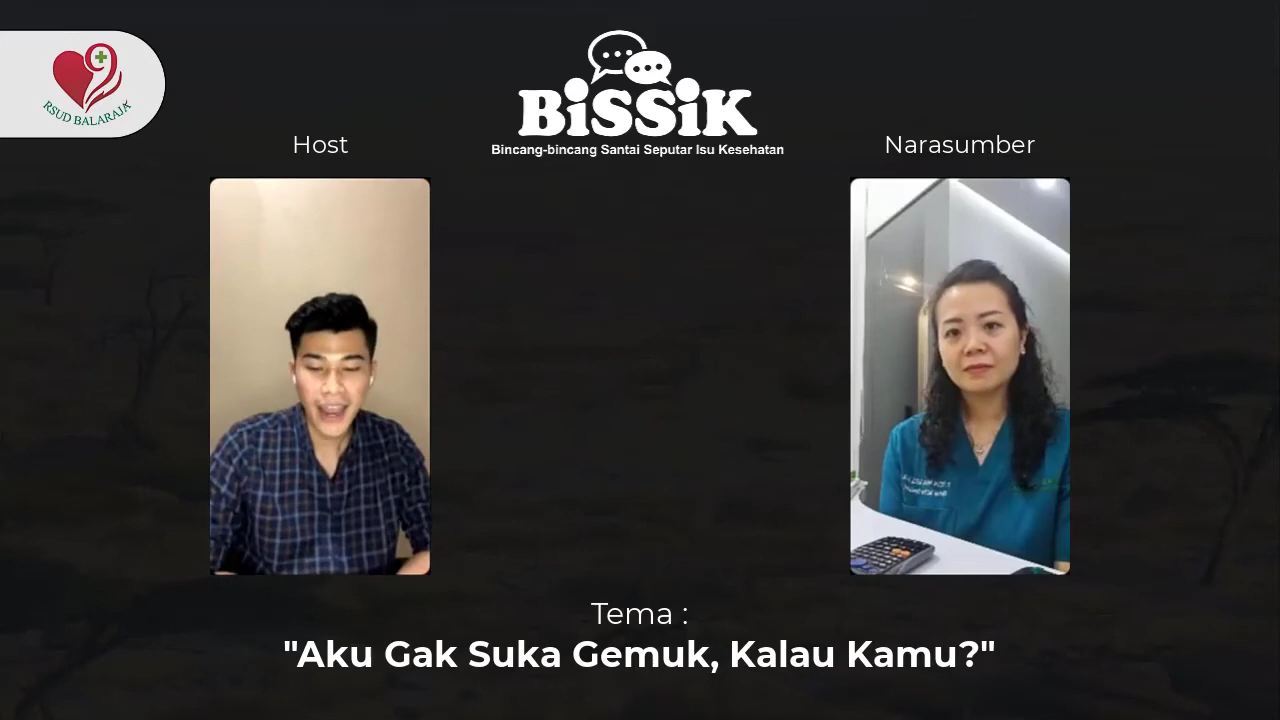 RSUD BALARAJA
BiSSiK
Bincang-bincang Santai Seputar Isu Kesehatan
Host
Narasumber
Tema :
"Aku Gak Suka Gemuk, Kalau Kamu?"